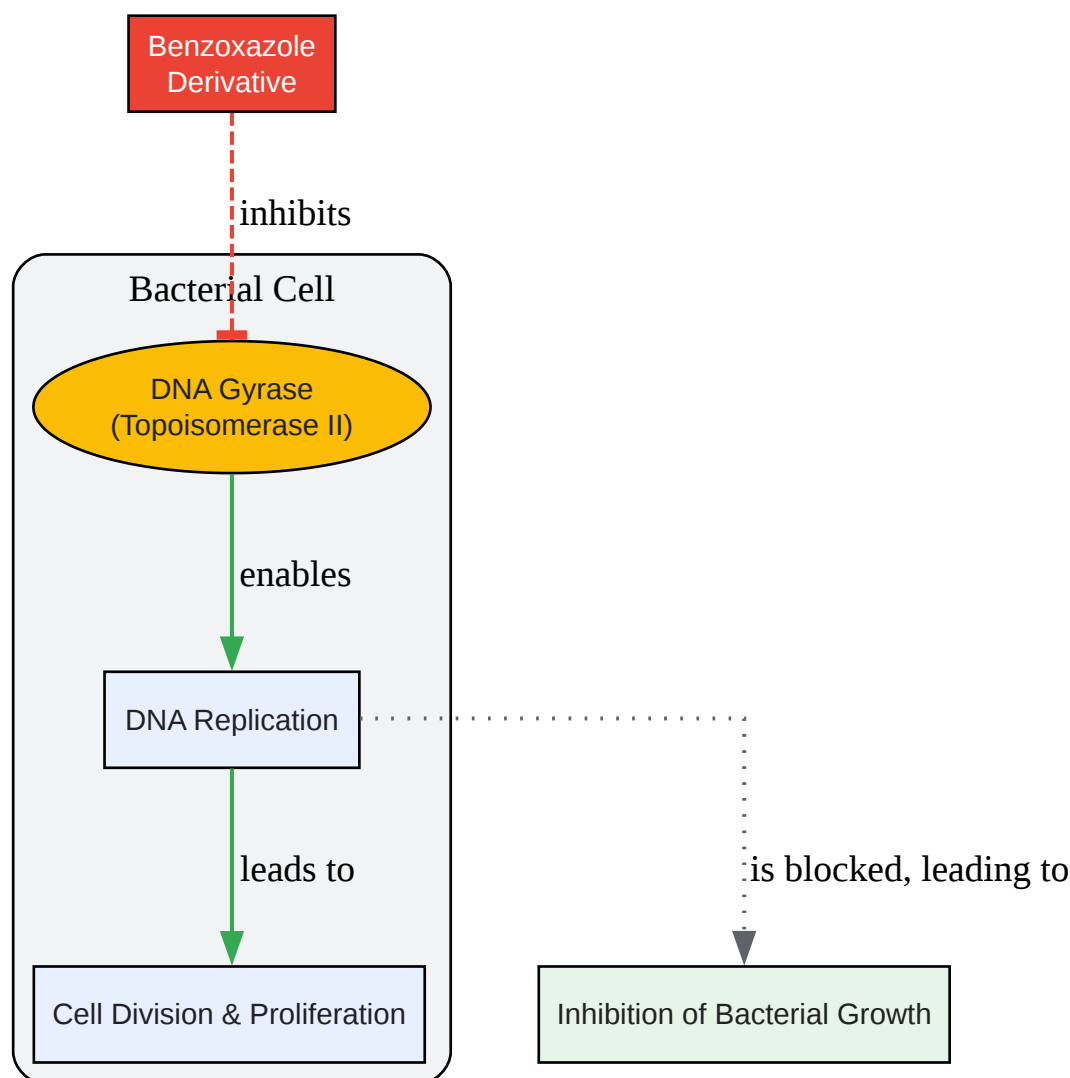 Benzoxazole
Derivative
inhibits
Bacterial Cell
DNA Gyrase
(Topoisomerase II)
enables
DNA Replication
leads to
is blocked, leading to
Cell Division & Proliferation
Inhibition of Bacterial Growth